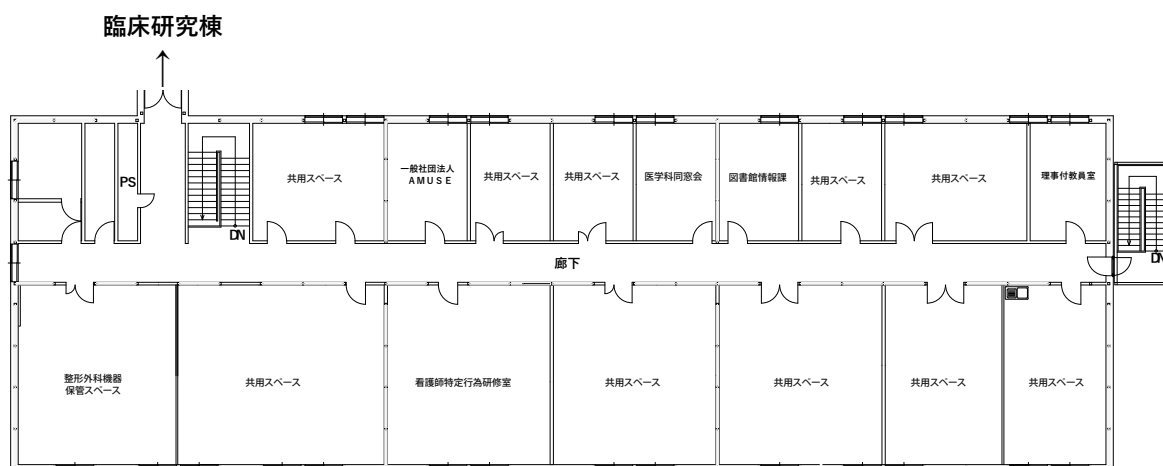 臨床研究棟
PS
DN
共用スペース
一般社団法人
AMUSE
共用スペース
共用スペース
医学科同窓会
図書館情報課
共用スペース
共用スペース
理事付教員室
DN
廊下
整形外科機器
保管スペース
共用スペース
看護師特定行為研修室
共用スペース
共用スペース
共用スペース
共用スペース